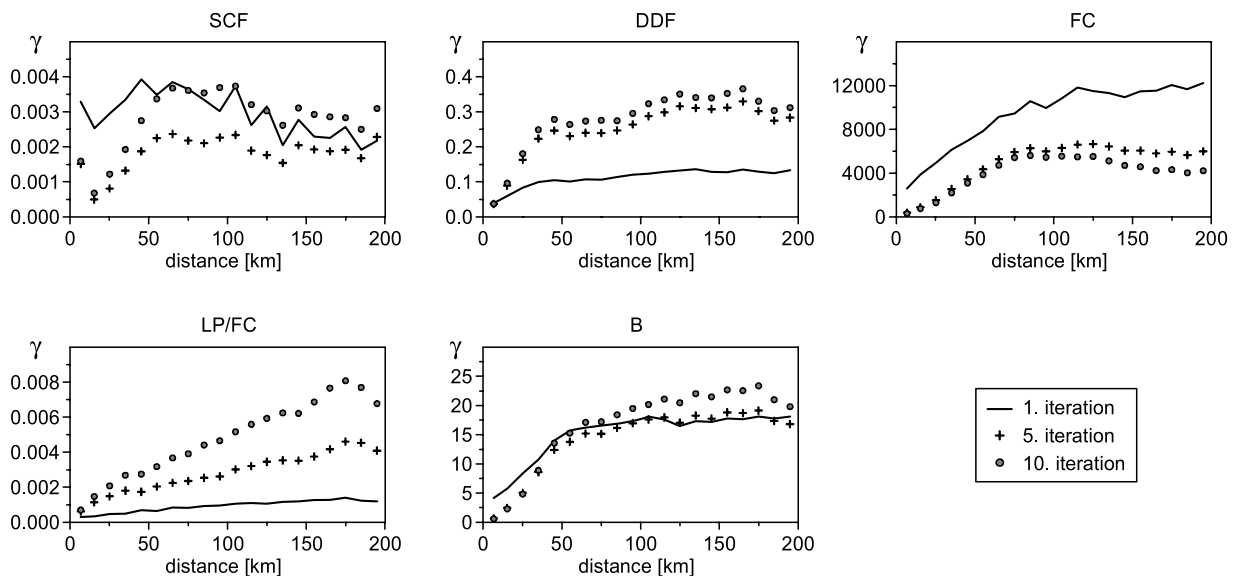 SCF
γ
0.004
0.003
0.002
0.001
0.000
0
50
100
150
200
distance [km]
DDF
γ
0.4
0.3
0.2
0.1
0.0
0
50
100
150
200
distance [km]
FC
γ
12000
8000
4000
0
0
50
100
150
200
distance [km]
LP/FC
γ
0.008
0.006
0.004
0.002
0.000
0
50
100
150
200
distance [km]
B
γ
25
20
15
10
5
0
0
50
100
150
200
distance [km]
1. iteration
5. iteration
10. iteration